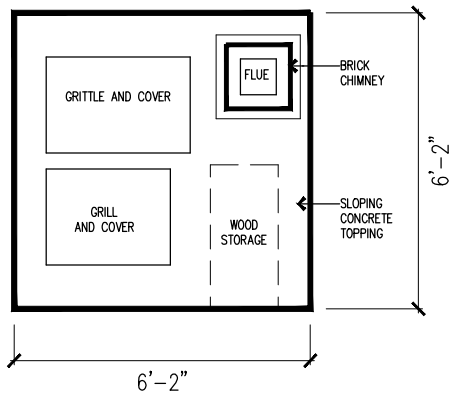 GRITTLE AND COVER
FLUE
BRICK
CHIMNEY
6'-2"
GRILL
AND COVER
WOOD
STORAGE
SLOPING
CONCRETE
TOPPING
6'-2"